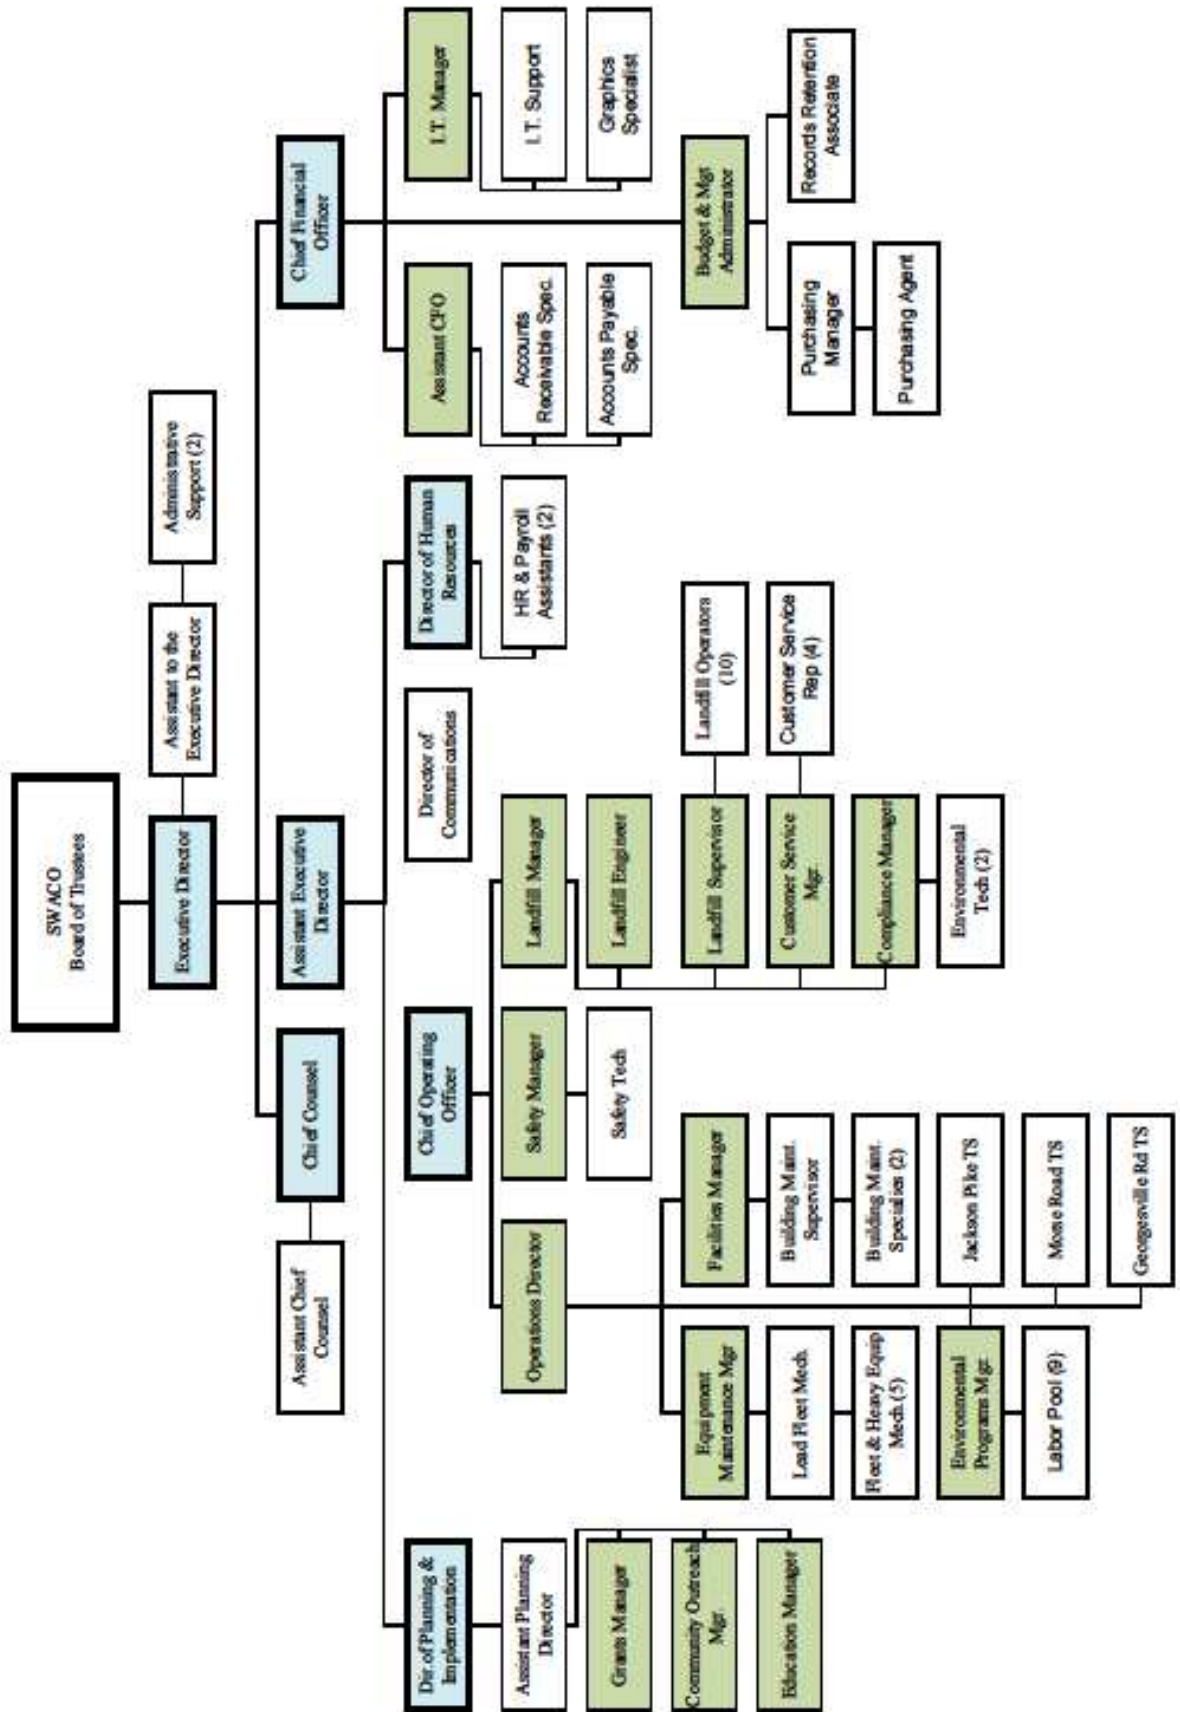 SWACO
Board of Trustees
Executive Director
Assistant to the
Executive Director
Administrative
Support (2)
Assistant Chief
Counsel
Chief Counsel
Assistant Executive
Director
Chief Financial
Officer
Dir. of Planning &
Implementation
Chief Operating
Officer
Director of
Communications
Director of Human
Resources
Assistant CFO
I.T. Manager
Assistant Planning
Director
Grants Manager
Community Outreach
Mgr.
Education Manager
Operations Director
Safety Manager
Safety Tech
Landfill Manager
Landfill Engineer
Landfill Supervisor
Landfill Operators
(10)
Customer Service
Mgr.
Customer Service
Rep (4)
Compliance Manager
Environmental
Tech (2)
Equipment
Maintenance Mgr
Lead Fleet Mech.
Fleet & Heavy Equip
Mech. (5)
Environmental
Programs Mgr.
Labor Pool (9)
Facilities Manager
Building Maint.
Supervisor
Building Maint.
Specialies (2)
Jackson Pike TS
Morse Road TS
Georgesville Rd TS
HR & Payroll
Assistants (2)
Accounts
Receivable Spec.
Accounts Payable
Spec.
I.T. Support
Graphics
Specialist
Budget & Mgt
Administrator
Purchasing
Manager
Purchasing Agent
Records Retention
Associate